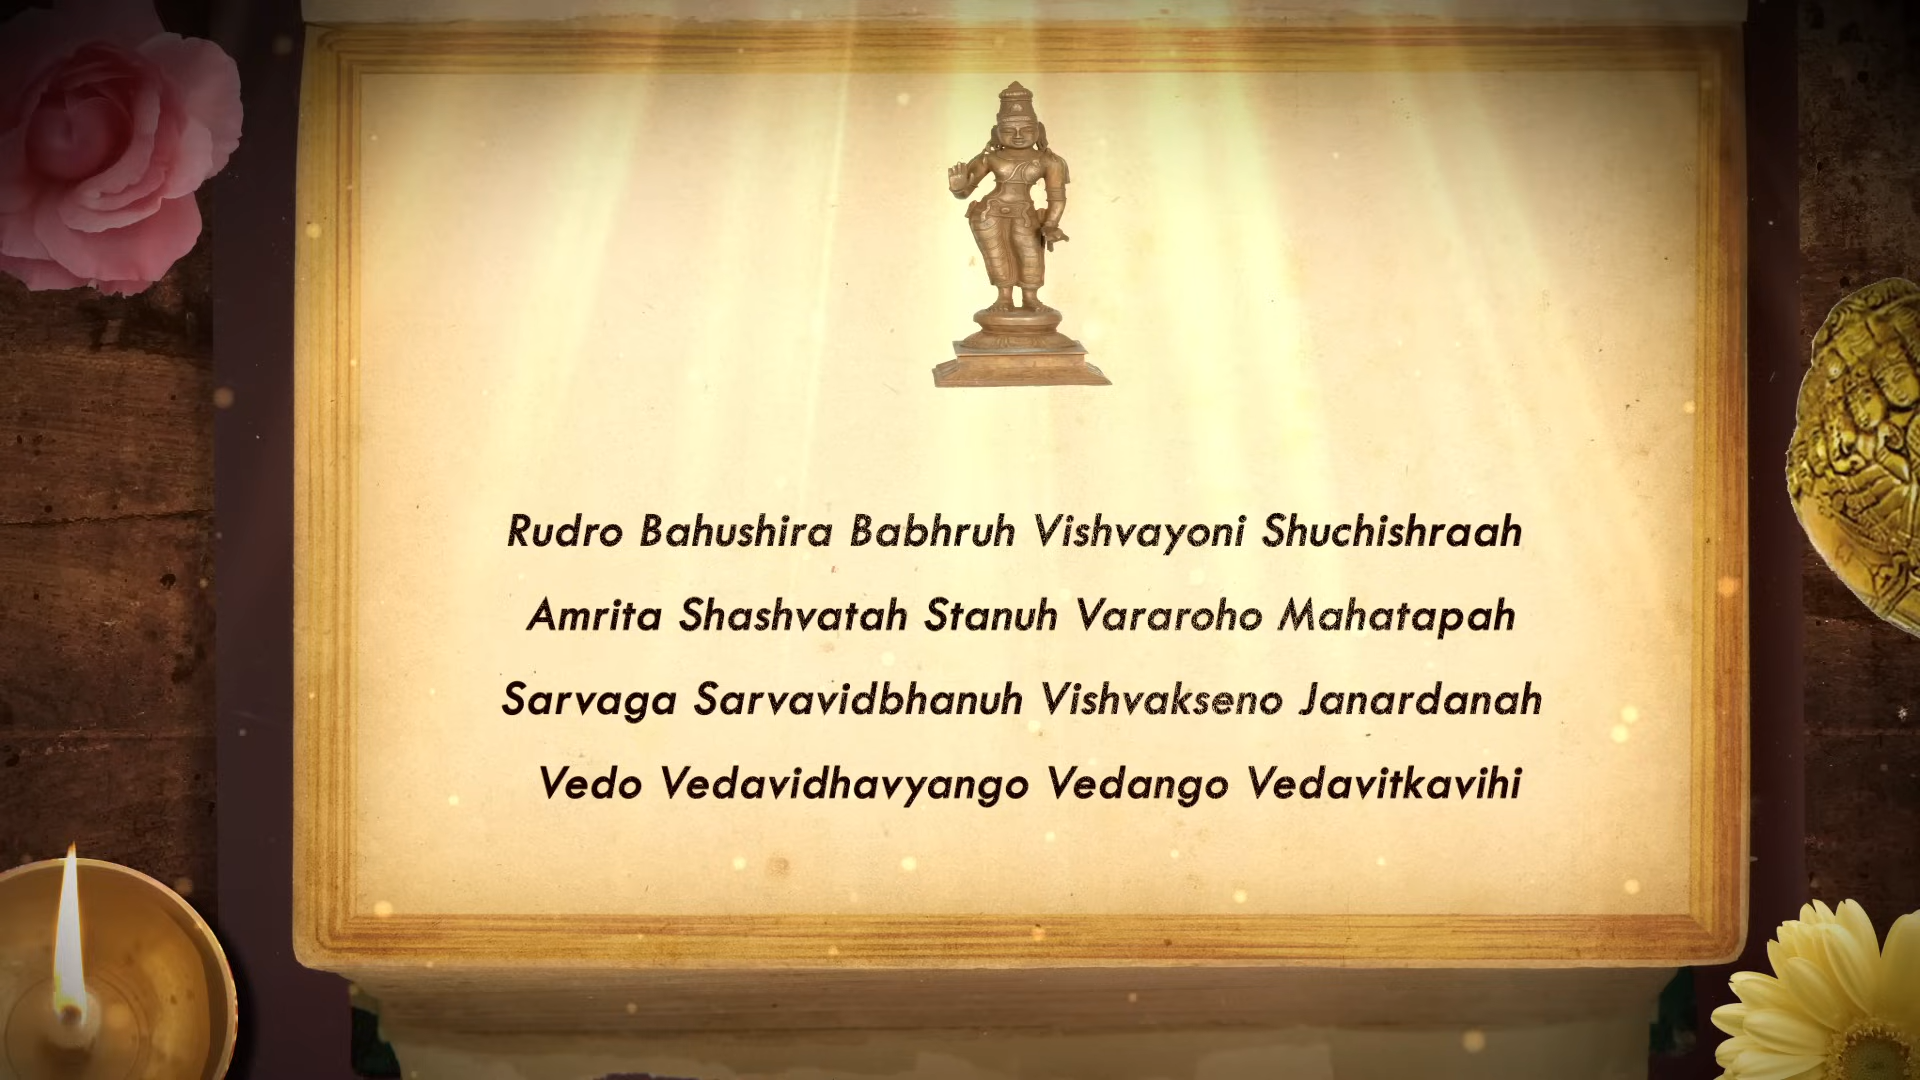 Rudro Bahushira Babhruh Vishvayoni Shuchishraah
Amrita Shashvatah Stanuh Vararoho Mahatapah
Sarvaga Sarvavidbhanuh Vishvakseno Janardanah
Vedo Vedavidhavyango Vedango Vedavitkavihi